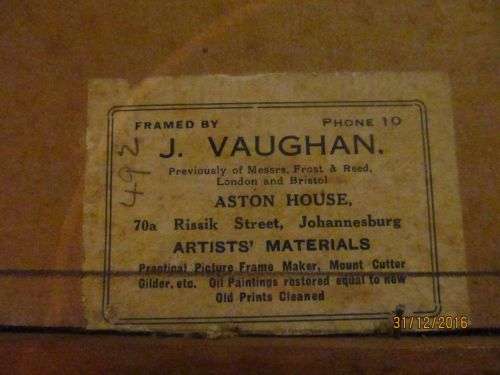 FRAMED BY PHONE 10
J. VAUGHAN.
Previously of Messrs, Frost & Reed,
London and Bristol
ASTON HOUSE,
70a Rissik Street, Johannesburg
ARTISTS' MATERIALS
Practical Picture Frame Maker, Mount Cutter
Gilder, etc. Oil Paintings restored equal to new
Old Prints Cleaned
492
31/12/2016